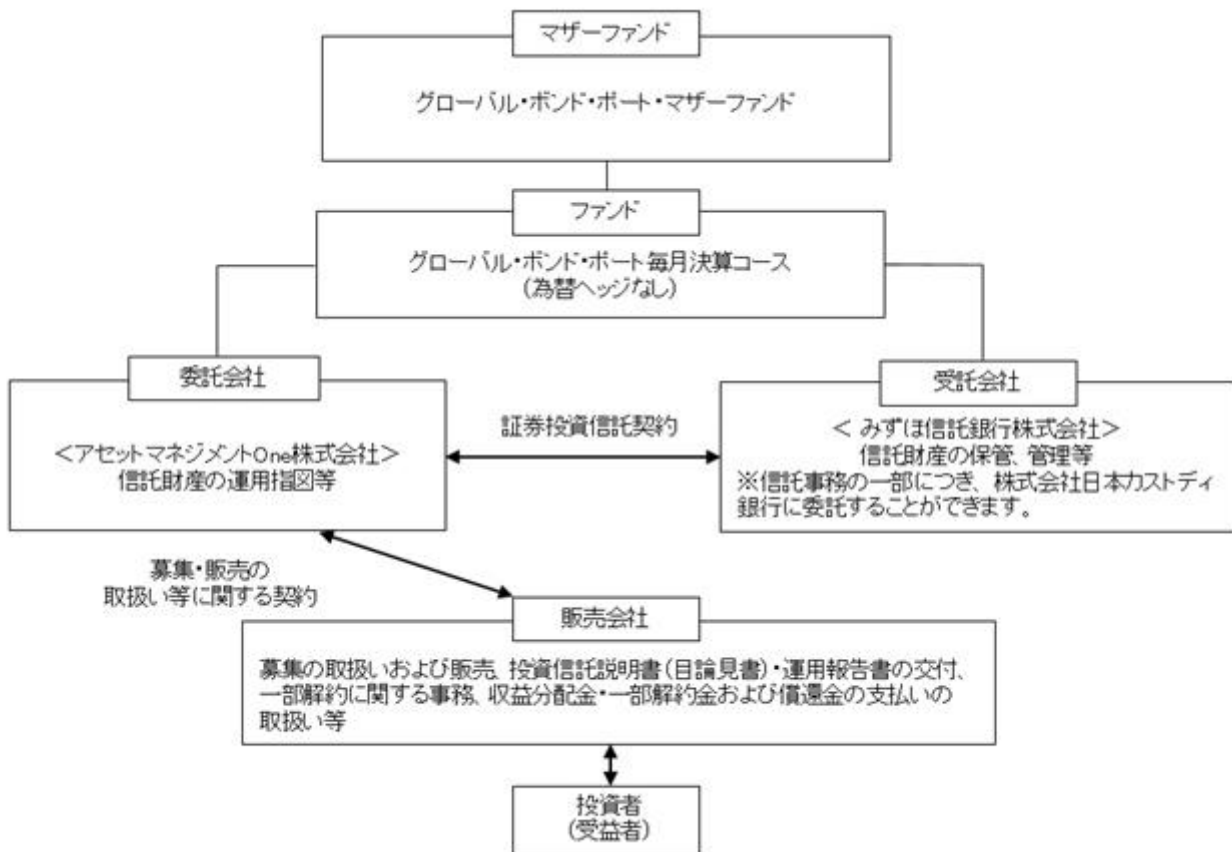 マザーファンド
グローバル・ボンド・ポート・マザーファンド
ファンド
グローバル・ボンド・ポート毎月決算コース
(為替ヘッジなし)
委託会社
<アセットマネジメントOne株式会社>
信託財産の運用指図等
証券投資信託契約
受託会社
< みずほ信託銀行株式会社>
信託財産の保管、管理等
※信託事務の一部につき、株式会社日本カストディ
銀行に委託することができます。
募集・販売の
取扱い等に関する契約
販売会社
募集の取扱いおよび販売、投資信託説明書(目論見書)・運用報告書の交付、
一部解約に関する事務、収益分配金・一部解約金および償還金の支払いの
取扱い等
投資者
(受益者)